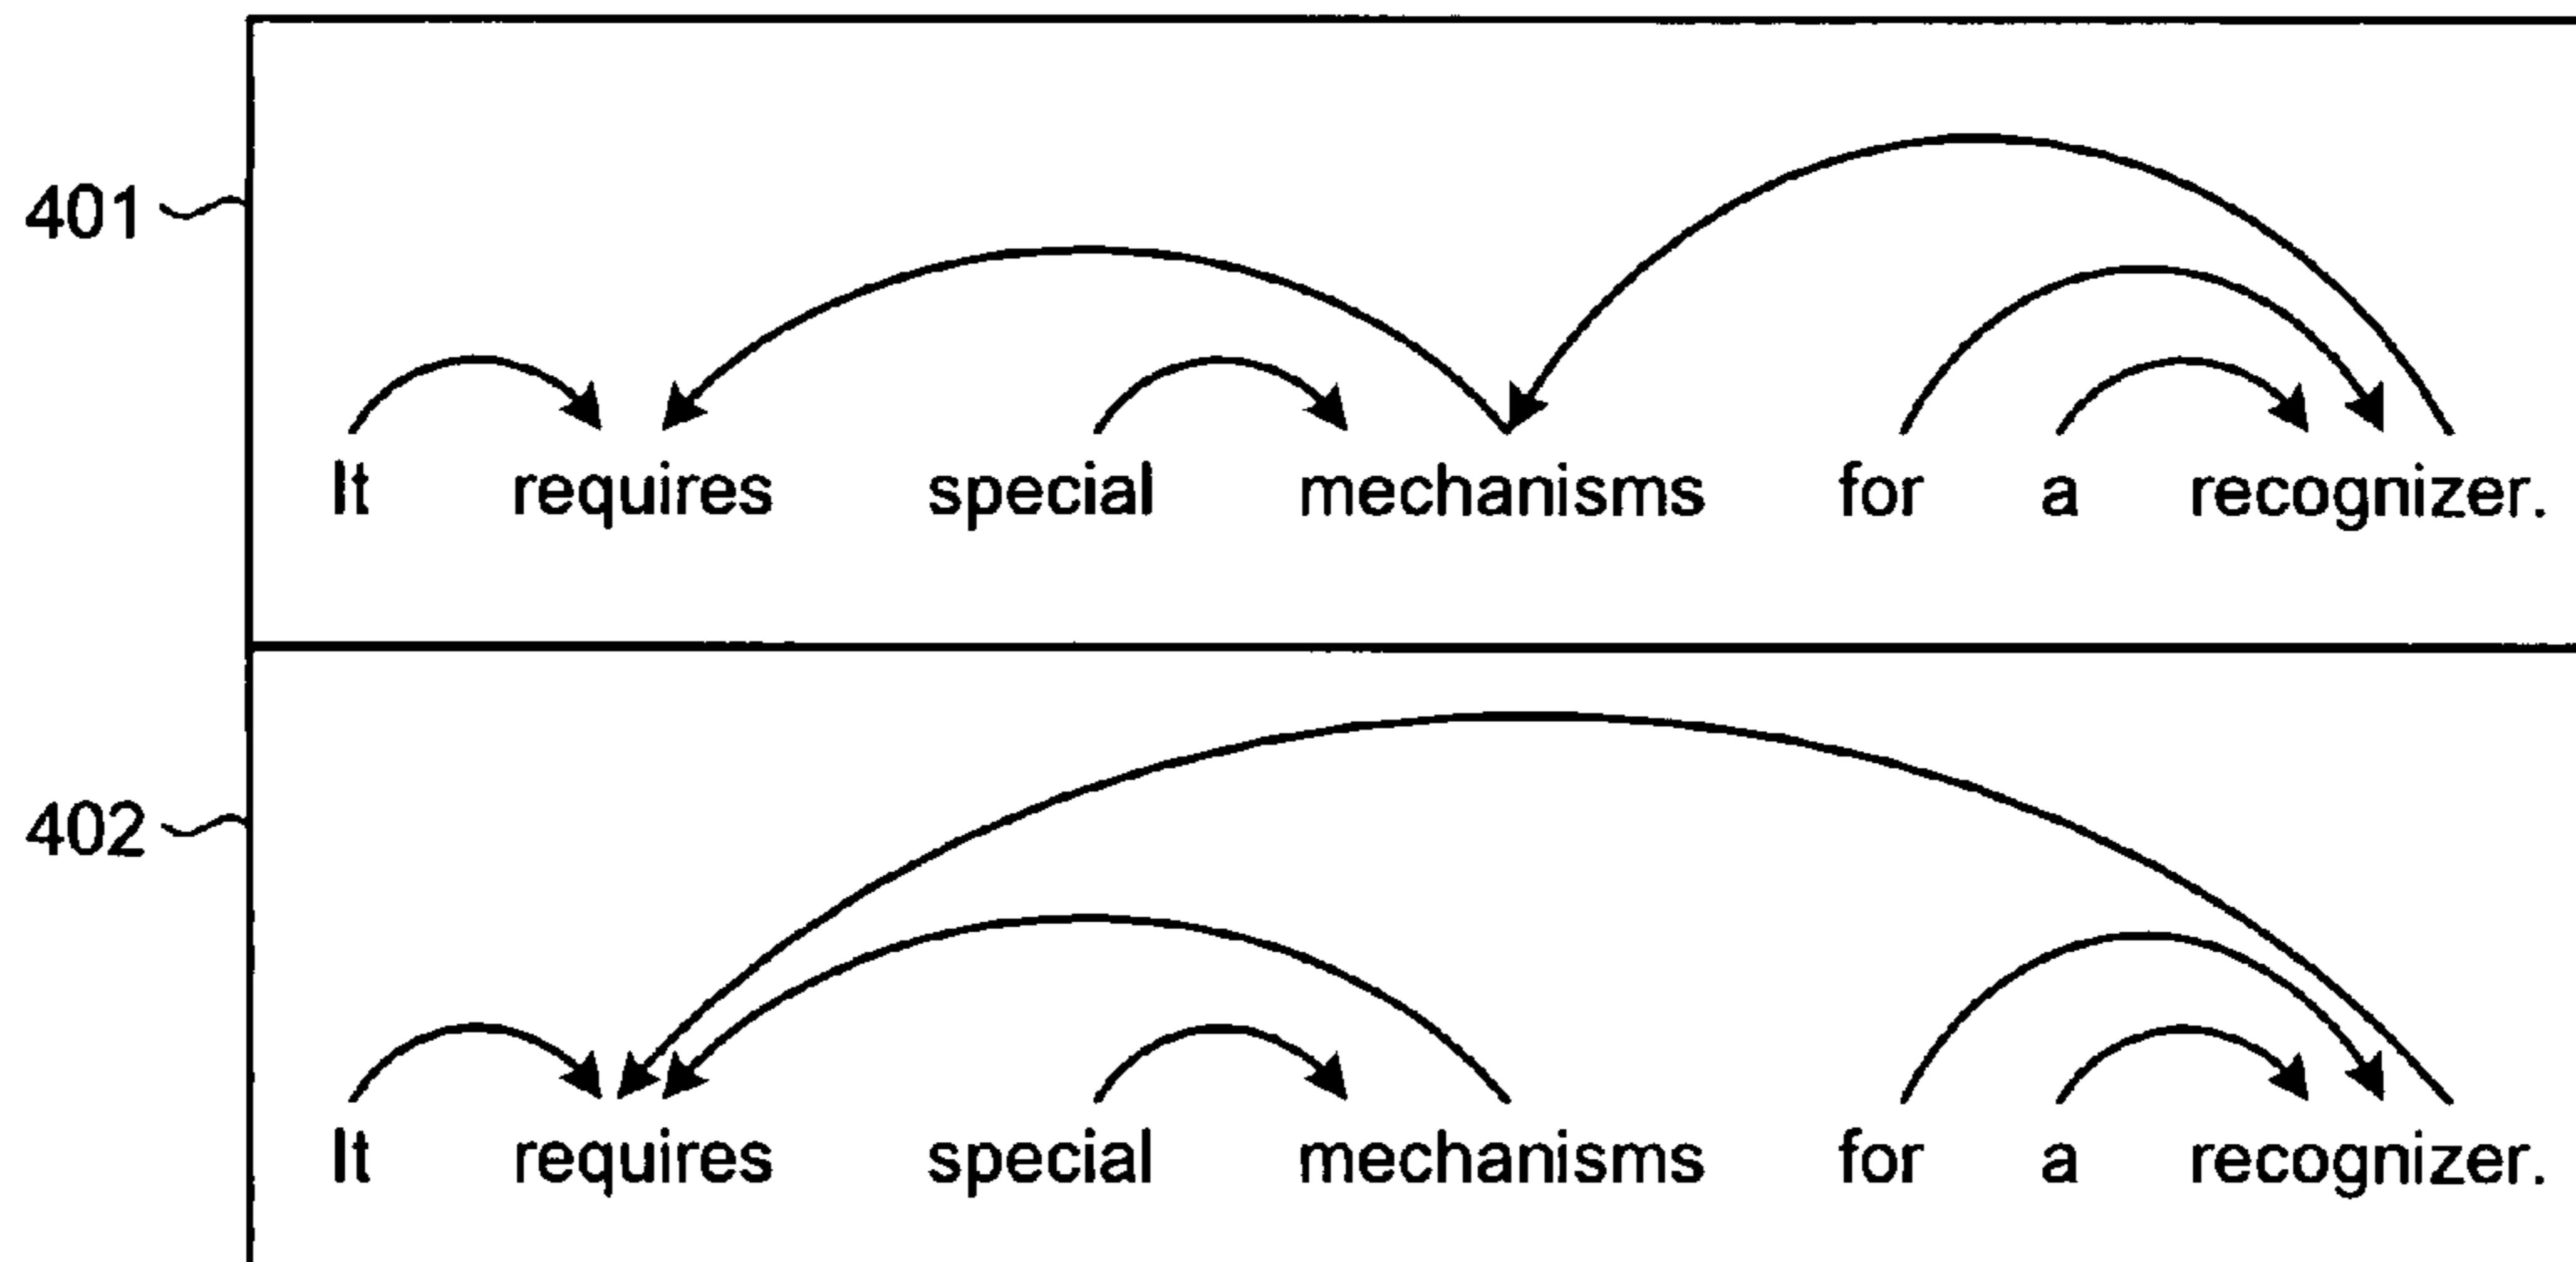 401
It requires special mechanisms for a recognizer.
402
It requires special mechanisms for a recognizer.